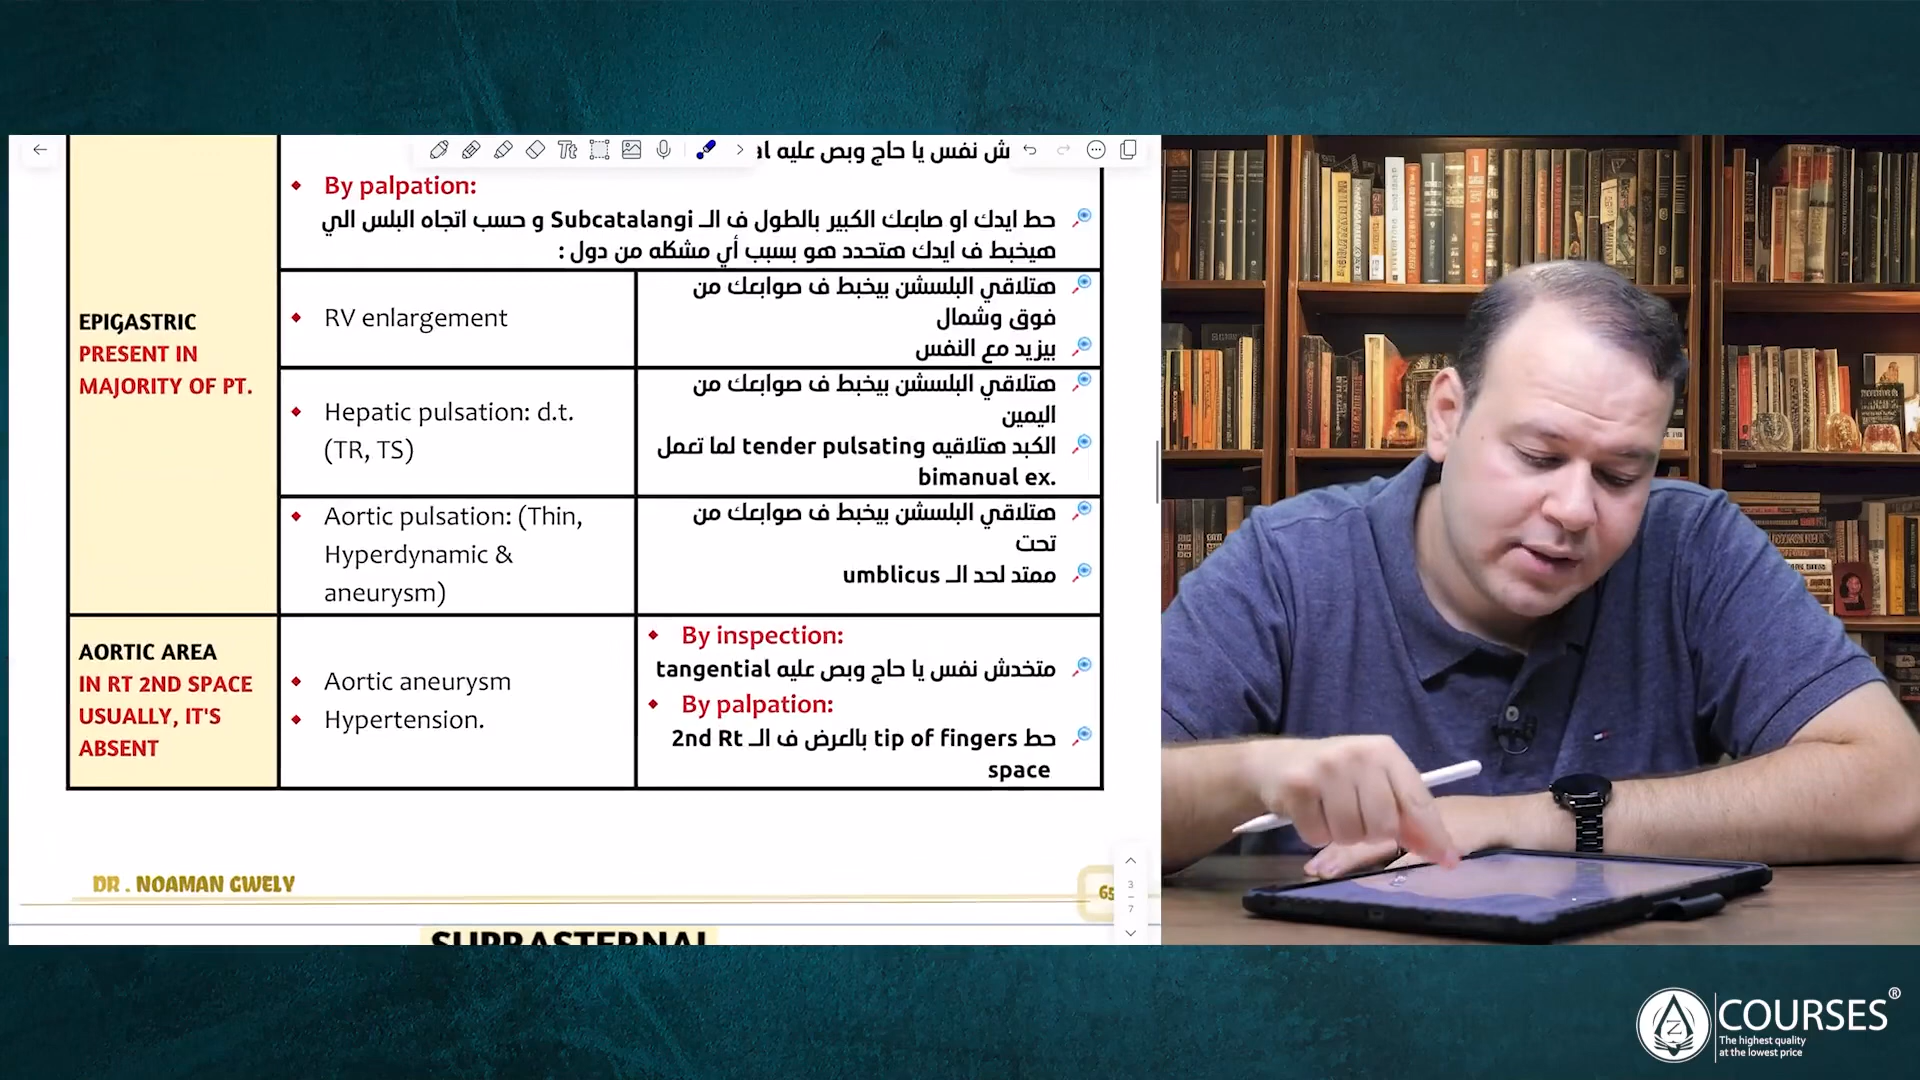 ش نفس يا حاج وبص عليه
By palpation:
حط ايدك او صابعك الكبير بالطول ف الـ Subcatalangi و حسب اتجاه البلس الي
هيخبط ف ايدك هتحدد هو بسبب أي مشكله من دول :
EPIGASTRIC
PRESENT IN
MAJORITY OF PT.
RV enlargement
هتلاقي البلسشن بيخبط ف صوابعك من
فوق وشمال
بيزيد مع النفس
Hepatic pulsation: d.t.
(TR, TS)
هتلاقي البلسشن بيخبط ف صوابعك من
اليمين
الكبد هتلاقيه tender pulsating لما تعمل
bimanual ex.
Aortic pulsation: (Thin,
Hyperdynamic &
aneurysm)
هتلاقي البلسشن بيخبط ف صوابعك من
تحت
ممتد لحد الـ umblicus
AORTIC AREA
IN RT 2ND SPACE
USUALLY, IT'S
ABSENT
Aortic aneurysm
Hypertension.
By inspection:
متخدش نفس يا حاج وبص عليه tangential
By palpation:
حط tip of fingers بالعرض ف الـ 2nd Rt
space
DR . NOAMAN GWELY
65
3
7
SUPRASTERNAL
COURSES®
The highest quality
at the lowest price